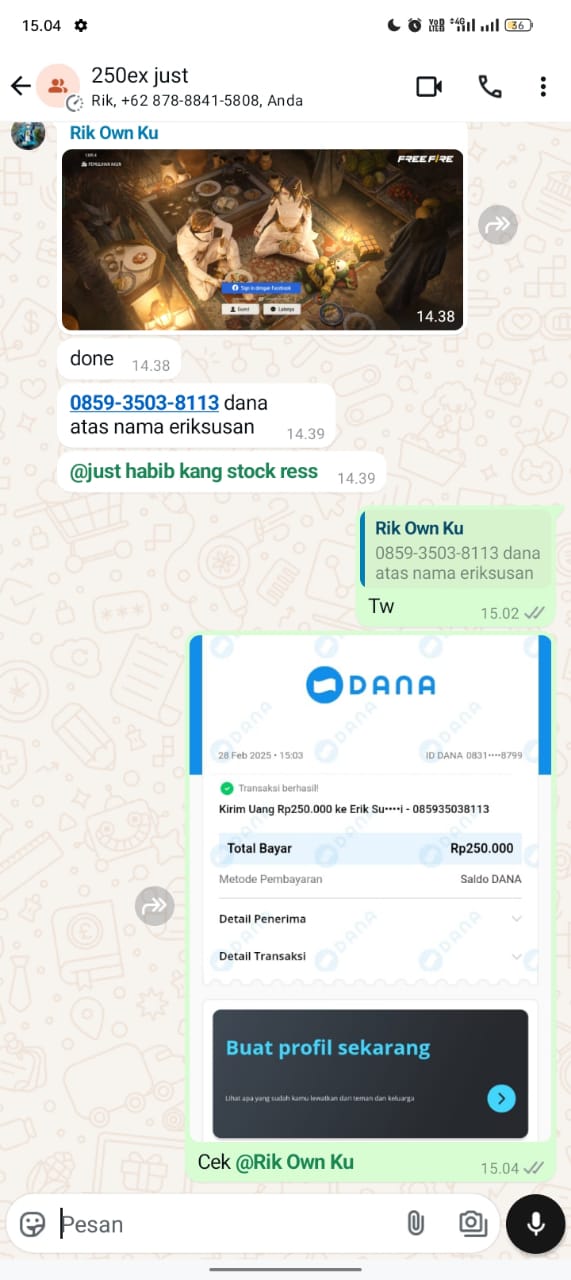 15.04
36
250ex just
Rik, +62 878-8841-5808, Anda
Rik Own Ku
FREE FIRE
Sign in dengan Facebook
Guest
Lainnya
14.38
done
14.38
0859-3503-8113 dana
atas nama eriksusan
14.39
@just habib kang stock ress
14.39
Rik Own Ku
0859-3503-8113 dana
atas nama eriksusan
Tw
15.02
DANA
28 Feb 2025 • 15:03
ID DANA 0831····8799
Transaksi berhasil!
Kirim Uang Rp250.000 ke Erik Su····i - 085935038113
Total Bayar
Rp250.000
Metode Pembayaran
Saldo DANA
Detail Penerima
Detail Transaksi
Buat profil sekarang
Lihat apa yang sudah kamu lewatkan dari teman dan keluarga
Cek @Rik Own Ku
15.04
Pesan